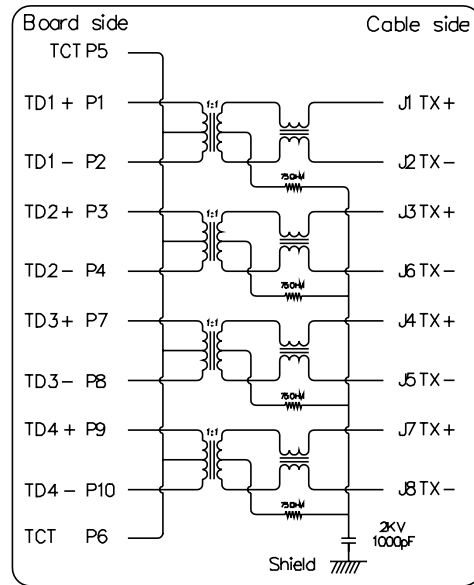 Board side Cable side
TCT P5
TD1+ P1 1:1 J1 TX+
TD1- P2 J2 TX-
75OHM
TD2+ P3 1:1 J3 TX+
TD2- P4 J6 TX-
75OHM
TD3+ P7 1:1 J4 TX+
TD3- P8 J5 TX-
75OHM
TD4+ P9 1:1 J7 TX+
TD4- P10 J8 TX-
75OHM
TCT P6 2KV
1000pF
Shield